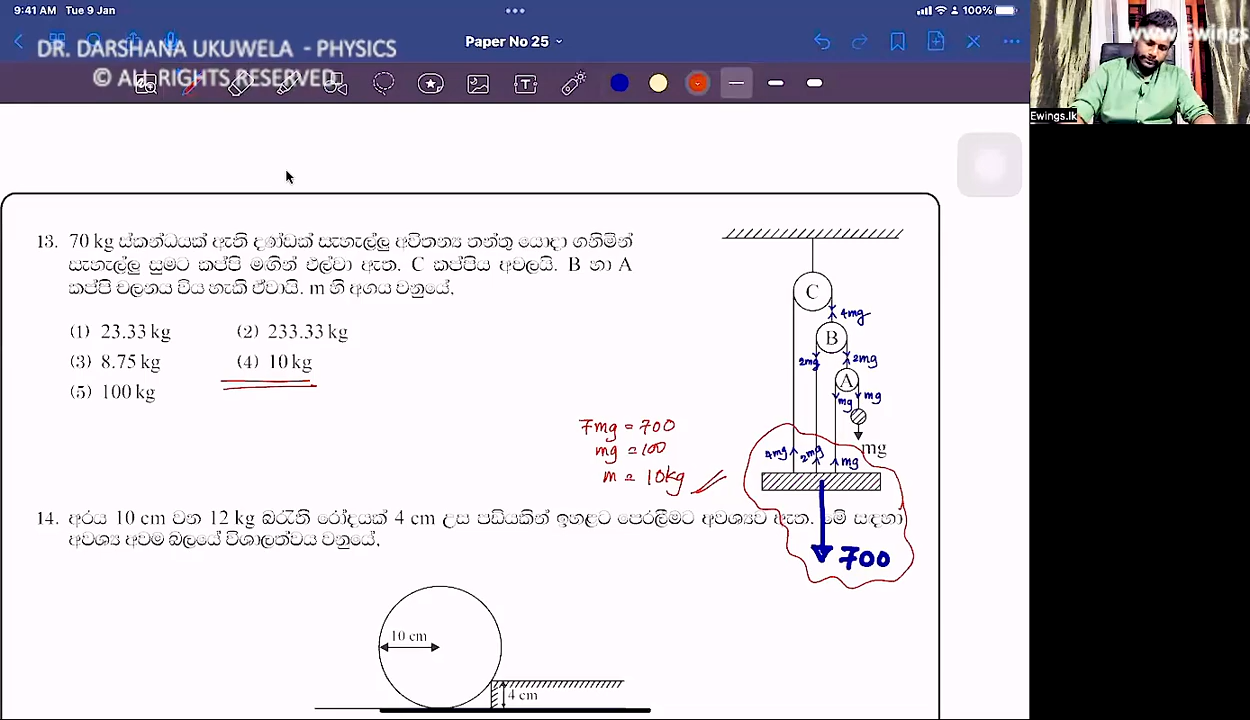 9:41 AM Tue 9 Jan
100%
DR. DARSHANA UKUWELA - PHYSICS
© ALL RIGHTS RESERVED.
Paper No 25
www.Ewings
Ewings.lk
13. 70 kg ස්කන්ධයක් ඇති දණ්ඩක් සැහැල්ලු අවිතන්‍ය තන්තු යොදා ගනිමින්
සැහැල්ලු සුමට කප්පි මඟින් එල්වා ඇත. C කප්පිය අචලයි. B හා A
කප්පි චලනය විය හැකි ඒවායි. m හි අගය වනුයේ,
(1) 23.33 kg (2) 233.33 kg
(3) 8.75 kg (4) 10 kg
(5) 100 kg
C
4mg
B
2mg 2mg
A
mg mg
mg
4mg 2mg mg
700
7mg = 700
mg = 100
m = 10kg
14. අරය 10 cm වන 12 kg බරැති රෝදයක් 4 cm උස පඩියකින් ඉහළට පෙරලීමට අවශ්‍යව ඇත. මේ සඳහා
අවශ්‍ය අවම බලයේ විශාලත්වය වනුයේ,
10 cm
4 cm